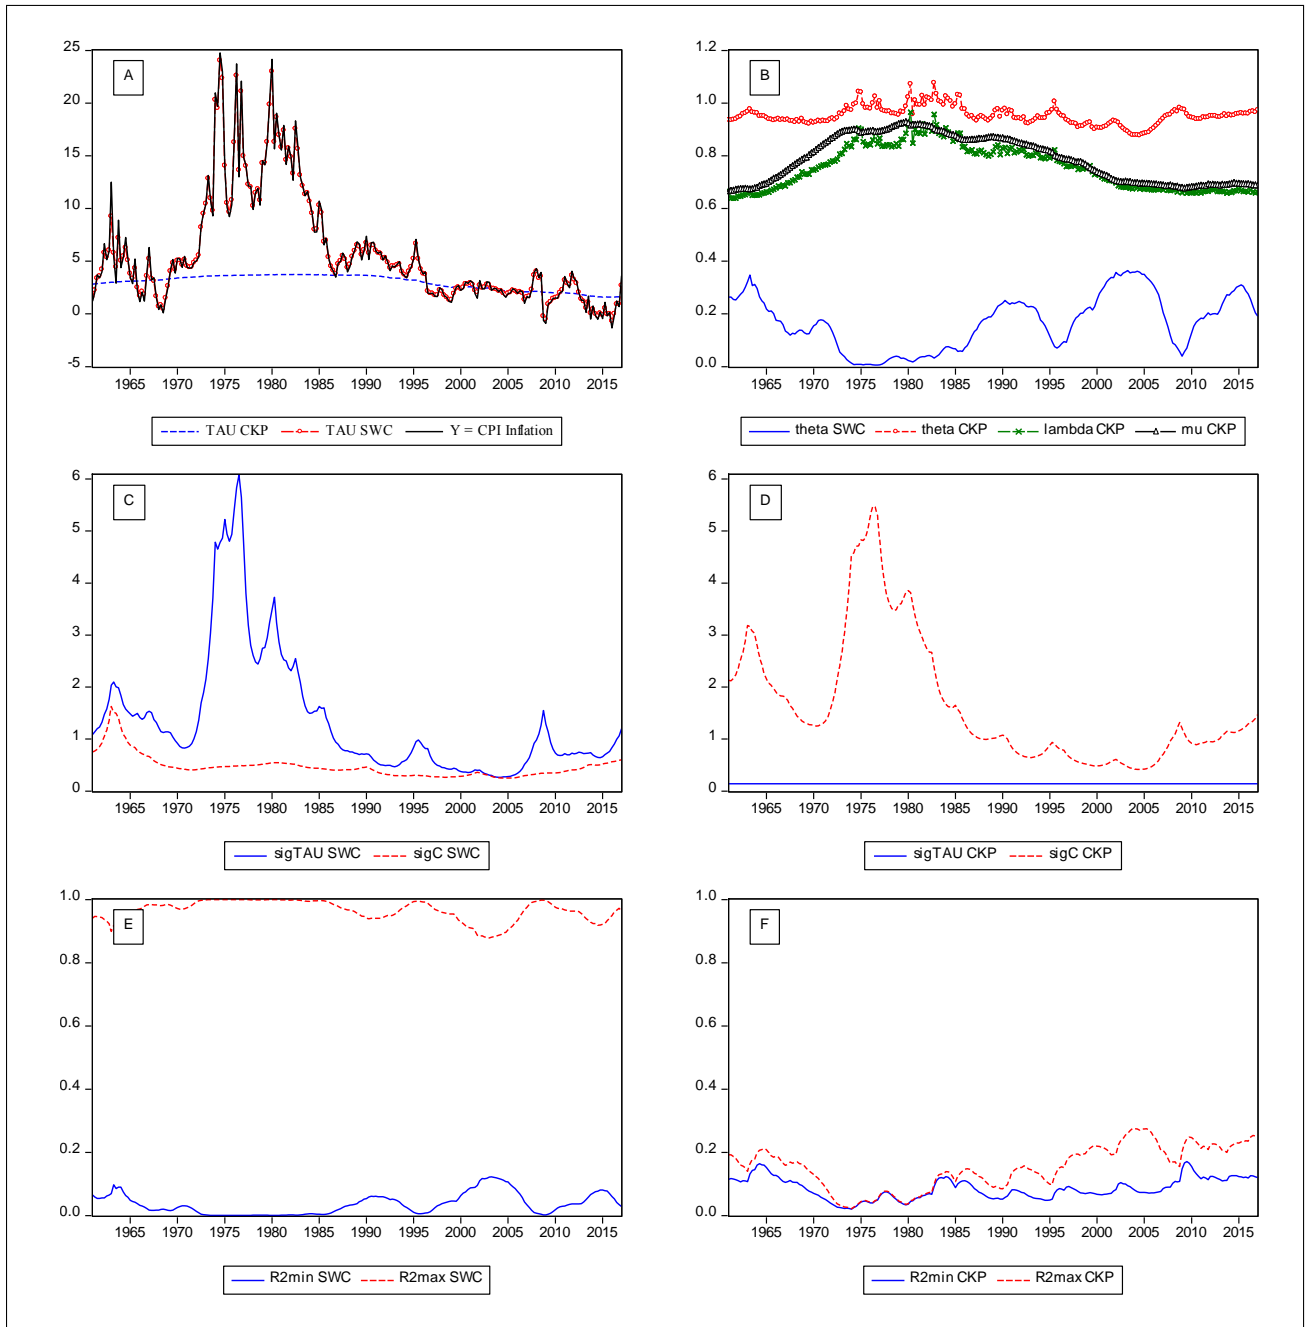 A
25
20
15
10
5
0
-5
1965 1970 1975 1980 1985 1990 1995 2000 2005 2010 2015
TAU CKP TAU SWC Y = CPI Inflation
B
1.2
1.0
0.8
0.6
0.4
0.2
0.0
1965 1970 1975 1980 1985 1990 1995 2000 2005 2010 2015
theta SWC theta CKP lambda CKP mu CKP
C
6
5
4
3
2
1
0
1965 1970 1975 1980 1985 1990 1995 2000 2005 2010 2015
sigTAU SWC sigC SWC
D
6
5
4
3
2
1
0
1965 1970 1975 1980 1985 1990 1995 2000 2005 2010 2015
sigTAU CKP sigC CKP
E
1.0
0.8
0.6
0.4
0.2
0.0
1965 1970 1975 1980 1985 1990 1995 2000 2005 2010 2015
R2min SWC R2max SWC
F
1.0
0.8
0.6
0.4
0.2
0.0
1965 1970 1975 1980 1985 1990 1995 2000 2005 2010 2015
R2min CKP R2max CKP